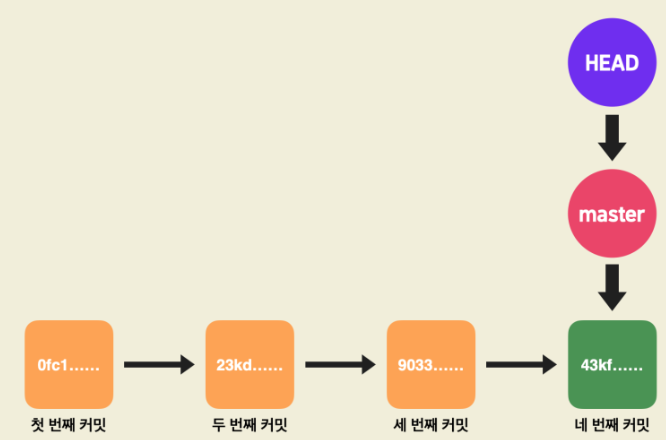 HEAD
master
0fc1......
23kd......
9033......
43kf......
첫 번째 커밋
두 번째 커밋
세 번째 커밋
네 번째 커밋